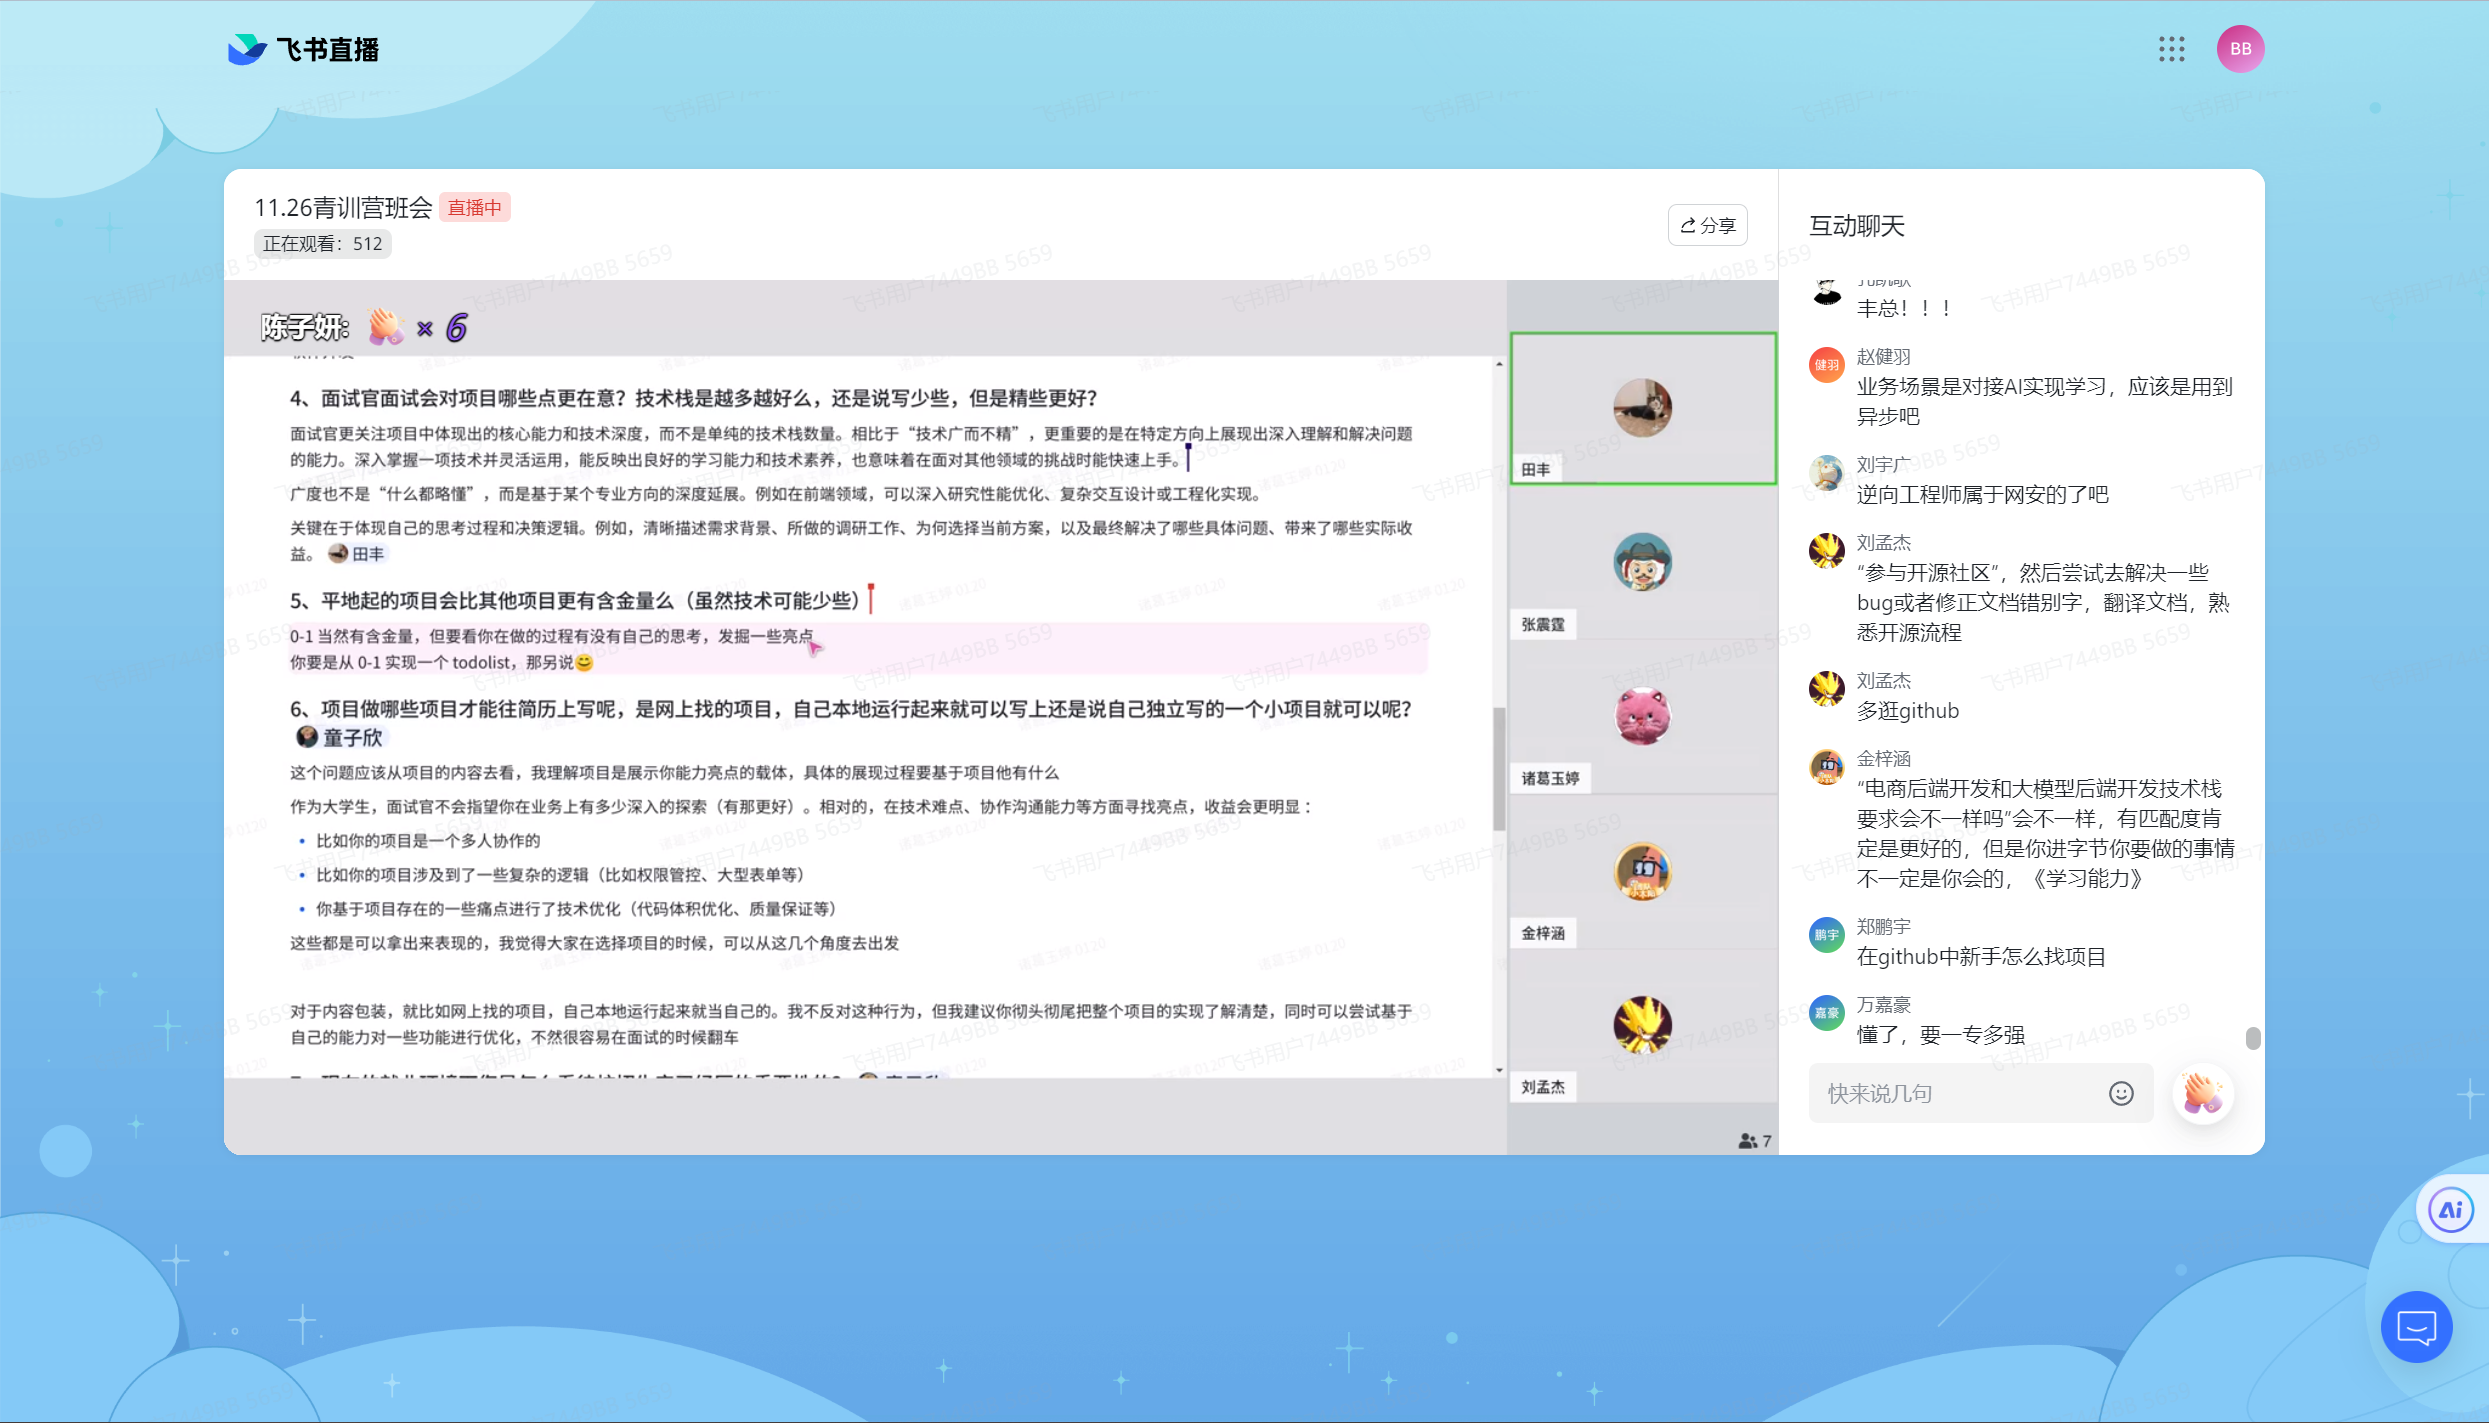 飞书直播
BB
11.26青训营班会 直播中
正在观看：512
分享
陈子妍: × 6
4、面试官面试会对项目哪些点更在意？技术栈是越多越好么，还是说写少些，但是精些更好？
面试官更关注项目中体现出的核心能力和技术深度，而不是单纯的技术栈数量。相比于“技术广而不精”，更重要的是在特定方向上展现出深入理解和解决问题
的能力。深入掌握一项技术并灵活运用，能反映出良好的学习能力和技术素养，也意味着在面对其他领域的挑战时能快速上手。
广度也不是“什么都略懂”，而是基于某个专业方向的深度延展。例如在前端领域，可以深入研究性能优化、复杂交互设计或工程化实现。
关键在于体现自己的思考过程和决策逻辑。例如，清晰描述需求背景、所做的调研工作、为何选择当前方案，以及最终解决了哪些具体问题、带来了哪些实际收
益。 田丰
5、平地起的项目会比其他项目更有含金量么（虽然技术可能少些）
0-1 当然有含金量，但要看你在做的过程有没有自己的思考，发掘一些亮点
你要是从 0-1 实现一个 todolist，那另说😊
6、项目做哪些项目才能往简历上写呢，是网上找的项目，自己本地运行起来就可以写上还是说自己独立写的一个小项目就可以呢？
童子欣
这个问题应该从项目的内容去看，我理解项目是展示你能力亮点的载体，具体的展现过程要基于项目他有什么
作为大学生，面试官不会指望你在业务上有多少深入的探索（有那更好）。相对的，在技术难点、协作沟通能力等方面寻找亮点，收益会更明显：
• 比如你的项目是一个多人协作的
• 比如你的项目涉及到了一些复杂的逻辑（比如权限管控、大型表单等）
• 你基于项目存在的一些痛点进行了技术优化（代码体积优化、质量保证等）
这些都是可以拿出来表现的，我觉得大家在选择项目的时候，可以从这几个角度去出发
对于内容包装，就比如网上找的项目，自己本地运行起来就当自己的。我不反对这种行为，但我建议你彻头彻尾把整个项目的实现了解清楚，同时可以尝试基于
自己的能力对一些功能进行优化，不然很容易在面试的时候翻车
田丰
张震霆
诸葛玉婷
金梓涵
刘孟杰
7
互动聊天
丰总！！！
健羽
赵健羽
业务场景是对接AI实现学习，应该是用到
异步吧
刘宇广
逆向工程师属于网安的了吧
刘孟杰
“参与开源社区”，然后尝试去解决一些
bug或者修正文档错别字，翻译文档，熟
悉开源流程
刘孟杰
多逛github
金梓涵
“电商后端开发和大模型后端开发技术栈
要求会不一样吗”会不一样，有匹配度肯
定是更好的，但是你进字节你要做的事情
不一定是你会的，《学习能力》
鹏宇
郑鹏宇
在github中新手怎么找项目
嘉豪
万嘉豪
懂了，要一专多强
快来说几句
Ai
飞书用户7449BB 5659
诸葛玉婷 0120